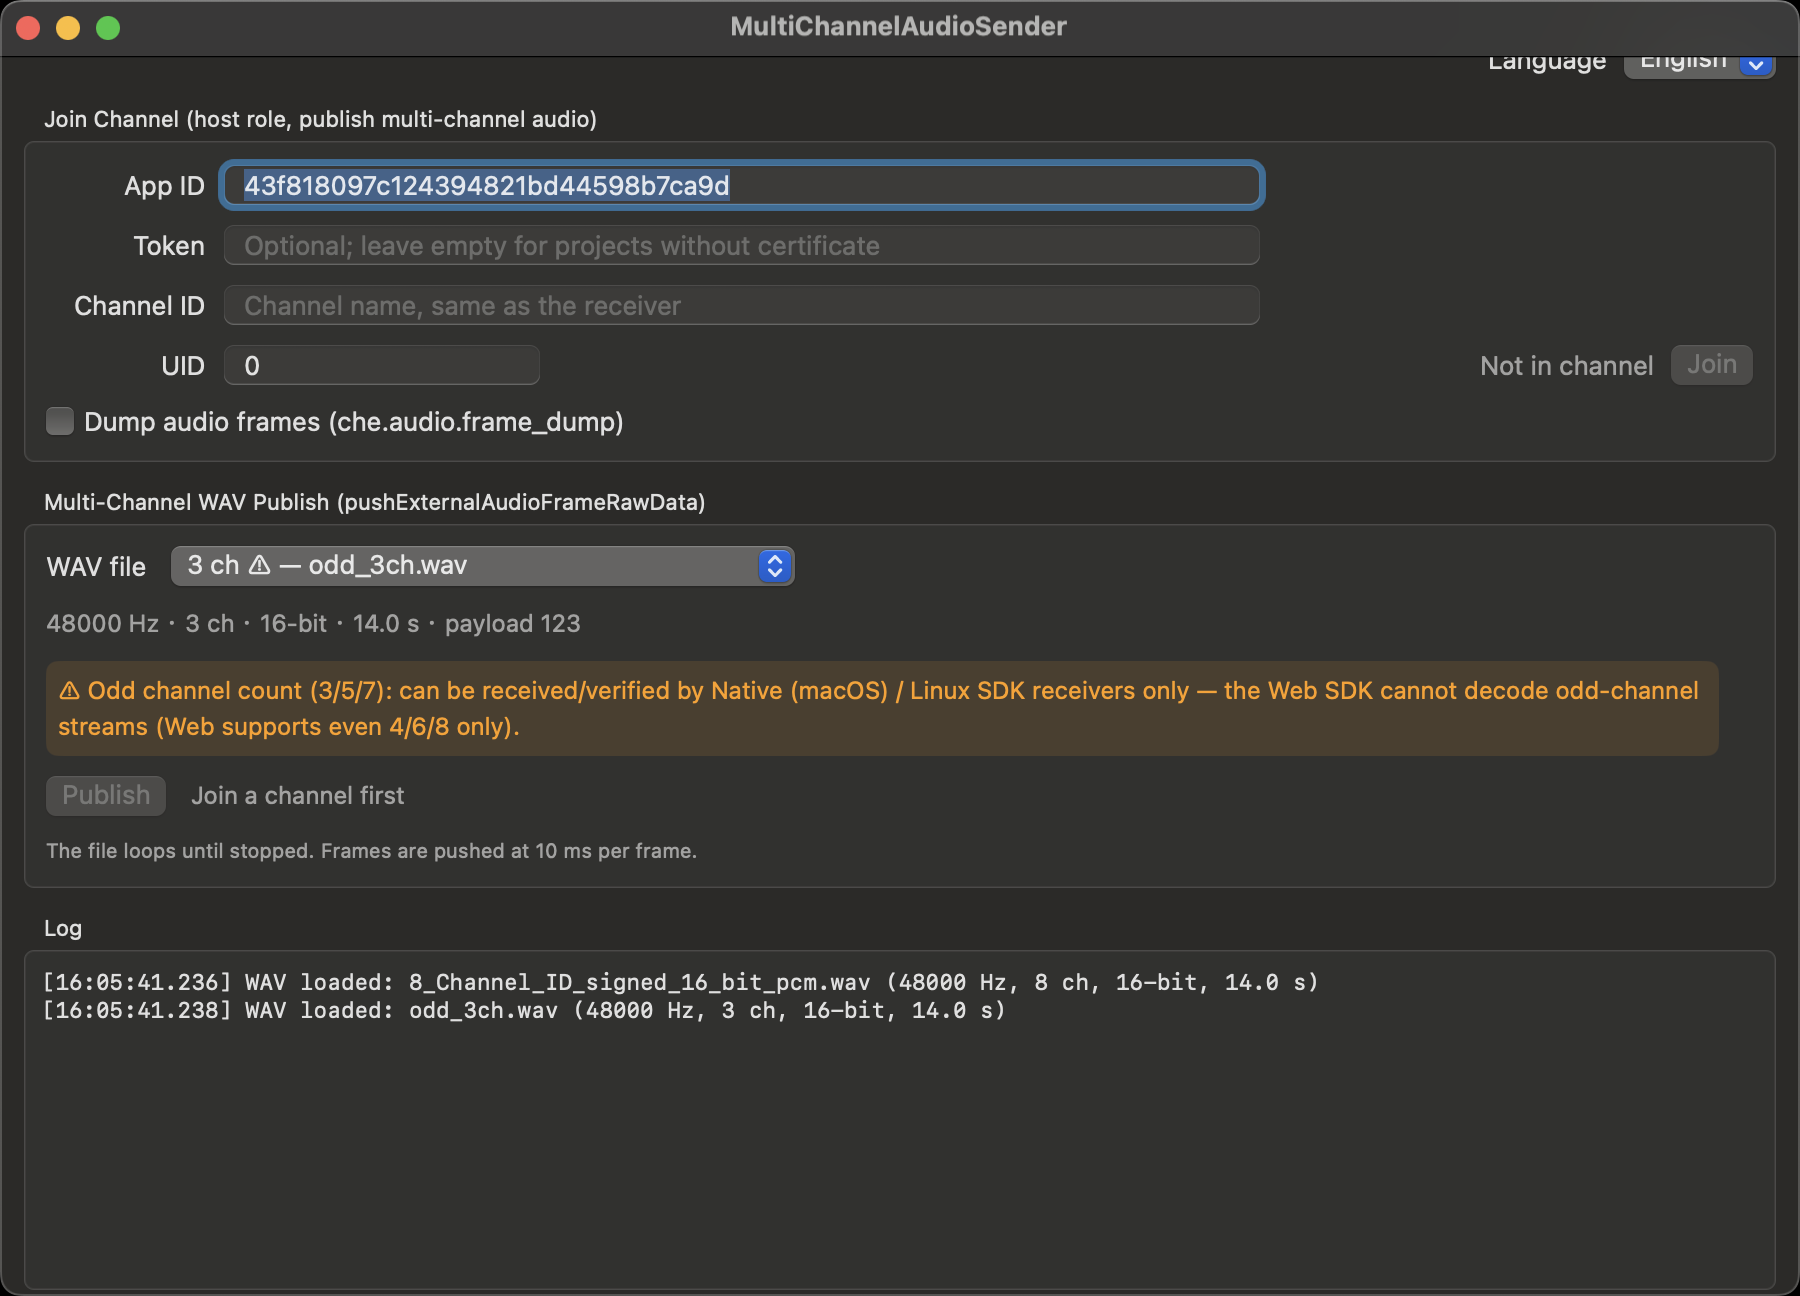 MultiChannelAudioSender
Language English
Join Channel (host role, publish multi-channel audio)
App ID 43f818097c124394821bd44598b7ca9d
Token Optional; leave empty for projects without certificate
Channel ID Channel name, same as the receiver
UID 0 Not in channel Join
Dump audio frames (che.audio.frame_dump)
Multi-Channel WAV Publish (pushExternalAudioFrameRawData)
WAV file 3 ch ⚠ — odd_3ch.wav
48000 Hz · 3 ch · 16-bit · 14.0 s · payload 123
⚠ Odd channel count (3/5/7): can be received/verified by Native (macOS) / Linux SDK receivers only — the Web SDK cannot decode odd-channel
streams (Web supports even 4/6/8 only).
Publish Join a channel first
The file loops until stopped. Frames are pushed at 10 ms per frame.
Log
[16:05:41.236] WAV loaded: 8_Channel_ID_signed_16_bit_pcm.wav (48000 Hz, 8 ch, 16-bit, 14.0 s)
[16:05:41.238] WAV loaded: odd_3ch.wav (48000 Hz, 3 ch, 16-bit, 14.0 s)